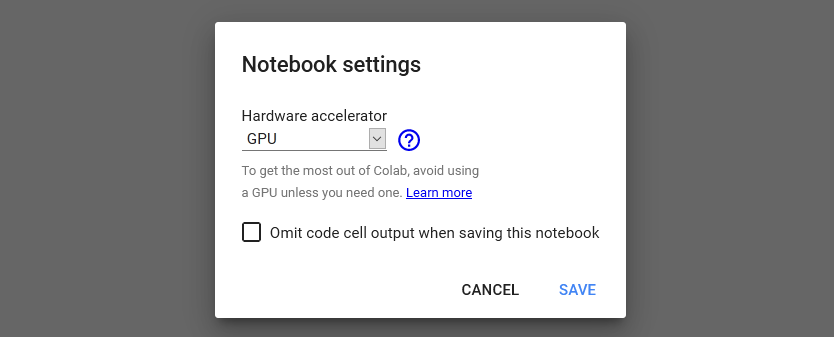 Notebook settings
Hardware accelerator
GPU
To get the most out of Colab, avoid using
a GPU unless you need one. Learn more
Omit code cell output when saving this notebook
CANCEL SAVE